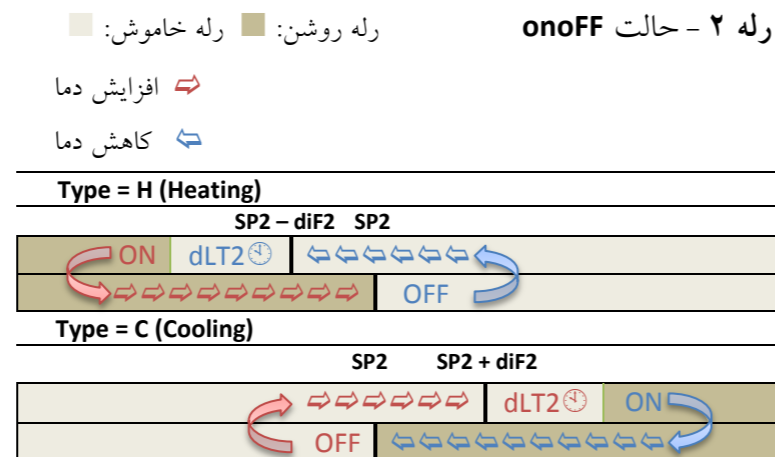 رله ۲ - حالت onoFF
رله روشن: رله خاموش:
افزایش دما
کاهش دما
Type = H (Heating)
SP2 – diF2 SP2
ON dLT2
OFF
Type = C (Cooling)
SP2 SP2 + diF2
dLT2 ON
OFF